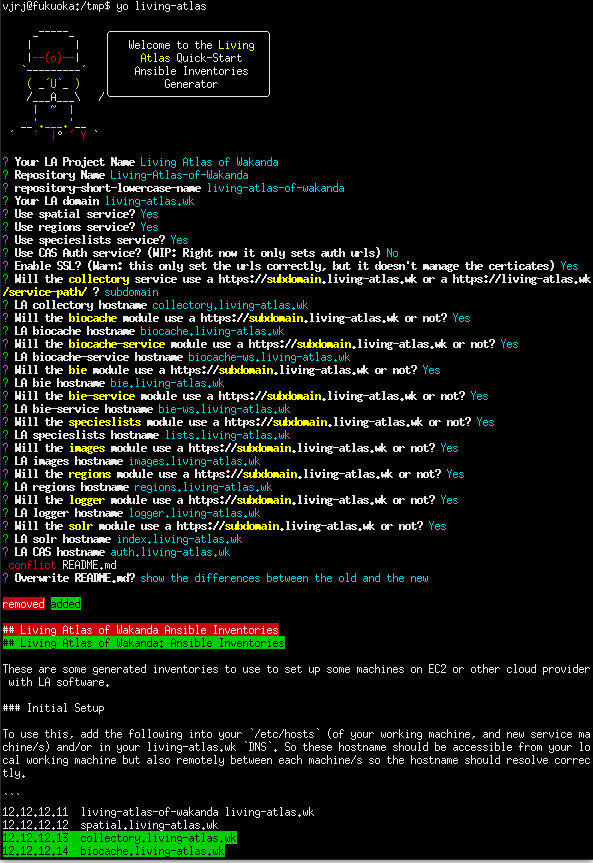 vjrj@fukuoka:/tmp$ yo living-atlas
Welcome to the Living
Atlas Quick-Start
Ansible Inventories
Generator
? Your LA Project Name Living Atlas of Wakanda
? Repository Name Living-Atlas-of-Wakanda
? repository-short-lowercase-name living-atlas-of-wakanda
? Your LA domain living-atlas.wk
? Use spatial service? Yes
? Use regions service? Yes
? Use specieslists service? Yes
? Use CAS Auth service? (WIP: Right now it only sets auth urls) No
? Enable SSL? (Warn: this only set the urls correctly, but it doesn't manage the certicates) Yes
? Will the collectory service use a https://subdomain.living-atlas.wk or a https://living-atlas.wk
/service-path/ ? subdomain
? LA collectory hostname collectory.living-atlas.wk
? Will the biocache module use a https://subdomain.living-atlas.wk or not? Yes
? LA biocache hostname biocache.living-atlas.wk
? Will the biocache-service module use a https://subdomain.living-atlas.wk or not? Yes
? LA biocache-service hostname biocache-ws.living-atlas.wk
? Will the bie module use a https://subdomain.living-atlas.wk or not? Yes
? LA bie hostname bie.living-atlas.wk
? Will the bie-service module use a https://subdomain.living-atlas.wk or not? Yes
? LA bie-service hostname bie-ws.living-atlas.wk
? Will the specieslists module use a https://subdomain.living-atlas.wk or not? Yes
? LA specieslists hostname lists.living-atlas.wk
? Will the images module use a https://subdomain.living-atlas.wk or not? Yes
? LA images hostname images.living-atlas.wk
? Will the regions module use a https://subdomain.living-atlas.wk or not? Yes
? LA regions hostname regions.living-atlas.wk
? Will the logger module use a https://subdomain.living-atlas.wk or not? Yes
? LA logger hostname logger.living-atlas.wk
? Will the solr module use a https://subdomain.living-atlas.wk or not? Yes
? LA solr hostname index.living-atlas.wk
? LA CAS hostname auth.living-atlas.wk
conflict README.md
? Overwrite README.md? show the differences between the old and the new
removed added
## Living Atlas of Wakanda Ansible Inventories
## Living Atlas of Wakanda: Ansible Inventories
These are some generated inventories to use to set up some machines on EC2 or other cloud provider
with LA software.
### Initial Setup
To use this, add the following into your `/etc/hosts` (of your working machine, and new service ma
chine/s) and/or in your living-atlas.wk `DNS`. So these hostname should be accessible from your lo
cal working machine but also remotely between each machine/s so the hostname should resolve correc
tly.
```
12.12.12.11 living-atlas-of-wakanda living-atlas.wk
12.12.12.12 spatial.living-atlas.wk
12.12.12.13 collectory.living-atlas.wk
12.12.12.14 biocache.living-atlas.wk